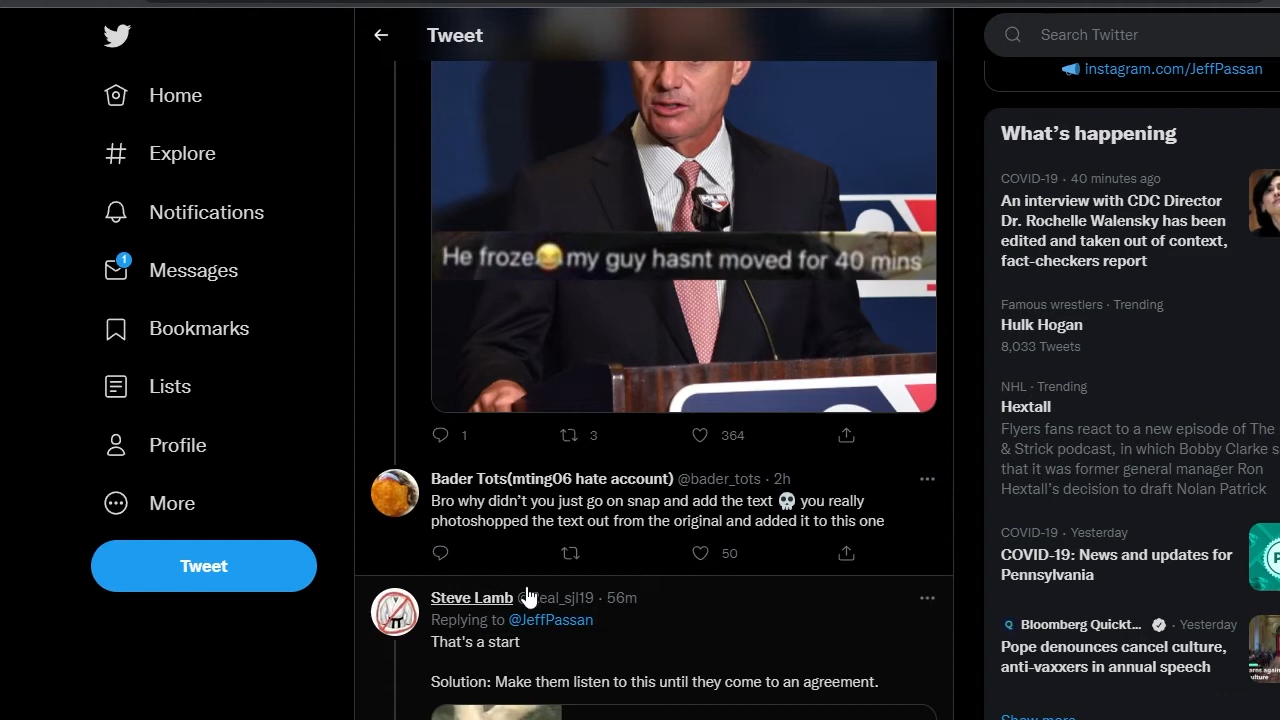 Tweet
Search Twitter
instagram.com/JeffPassan
Home
Explore
Notifications
1
Messages
Bookmarks
Lists
Profile
More
Tweet
He froze😂my guy hasnt moved for 40 mins
1
3
364
Bader Tots(mting06 hate account) @bader_tots · 2h
Bro why didn’t you just go on snap and add the text 💀 you really
photoshopped the text out from the original and added it to this one
50
Steve Lamb eal_sjl19 · 56m
Replying to @JeffPassan
That's a start
Solution: Make them listen to this until they come to an agreement.
What’s happening
COVID-19 · 40 minutes ago
An interview with CDC Director
Dr. Rochelle Walensky has been
edited and taken out of context,
fact-checkers report
Famous wrestlers · Trending
Hulk Hogan
8,033 Tweets
NHL · Trending
Hextall
Flyers fans react to a new episode of The
& Strick podcast, in which Bobby Clarke s
that it was former general manager Ron
Hextall’s decision to draft Nolan Patrick
COVID-19 · Yesterday
COVID-19: News and updates for
Pennsylvania
Bloomberg Quickt... · Yesterday
Pope denounces cancel culture,
anti-vaxxers in annual speech
Show more